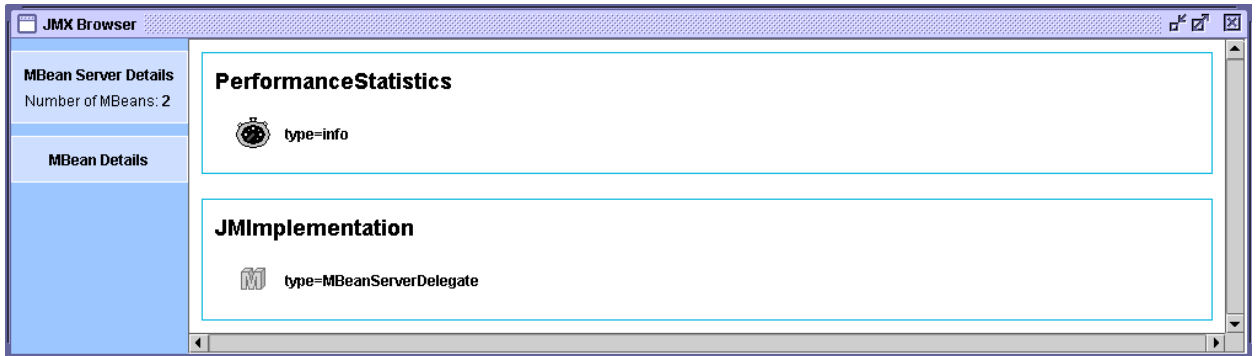 JMX Browser
MBean Server Details
Number of MBeans: 2
MBean Details
PerformanceStatistics
type=info
JMImplementation
type=MBeanServerDelegate